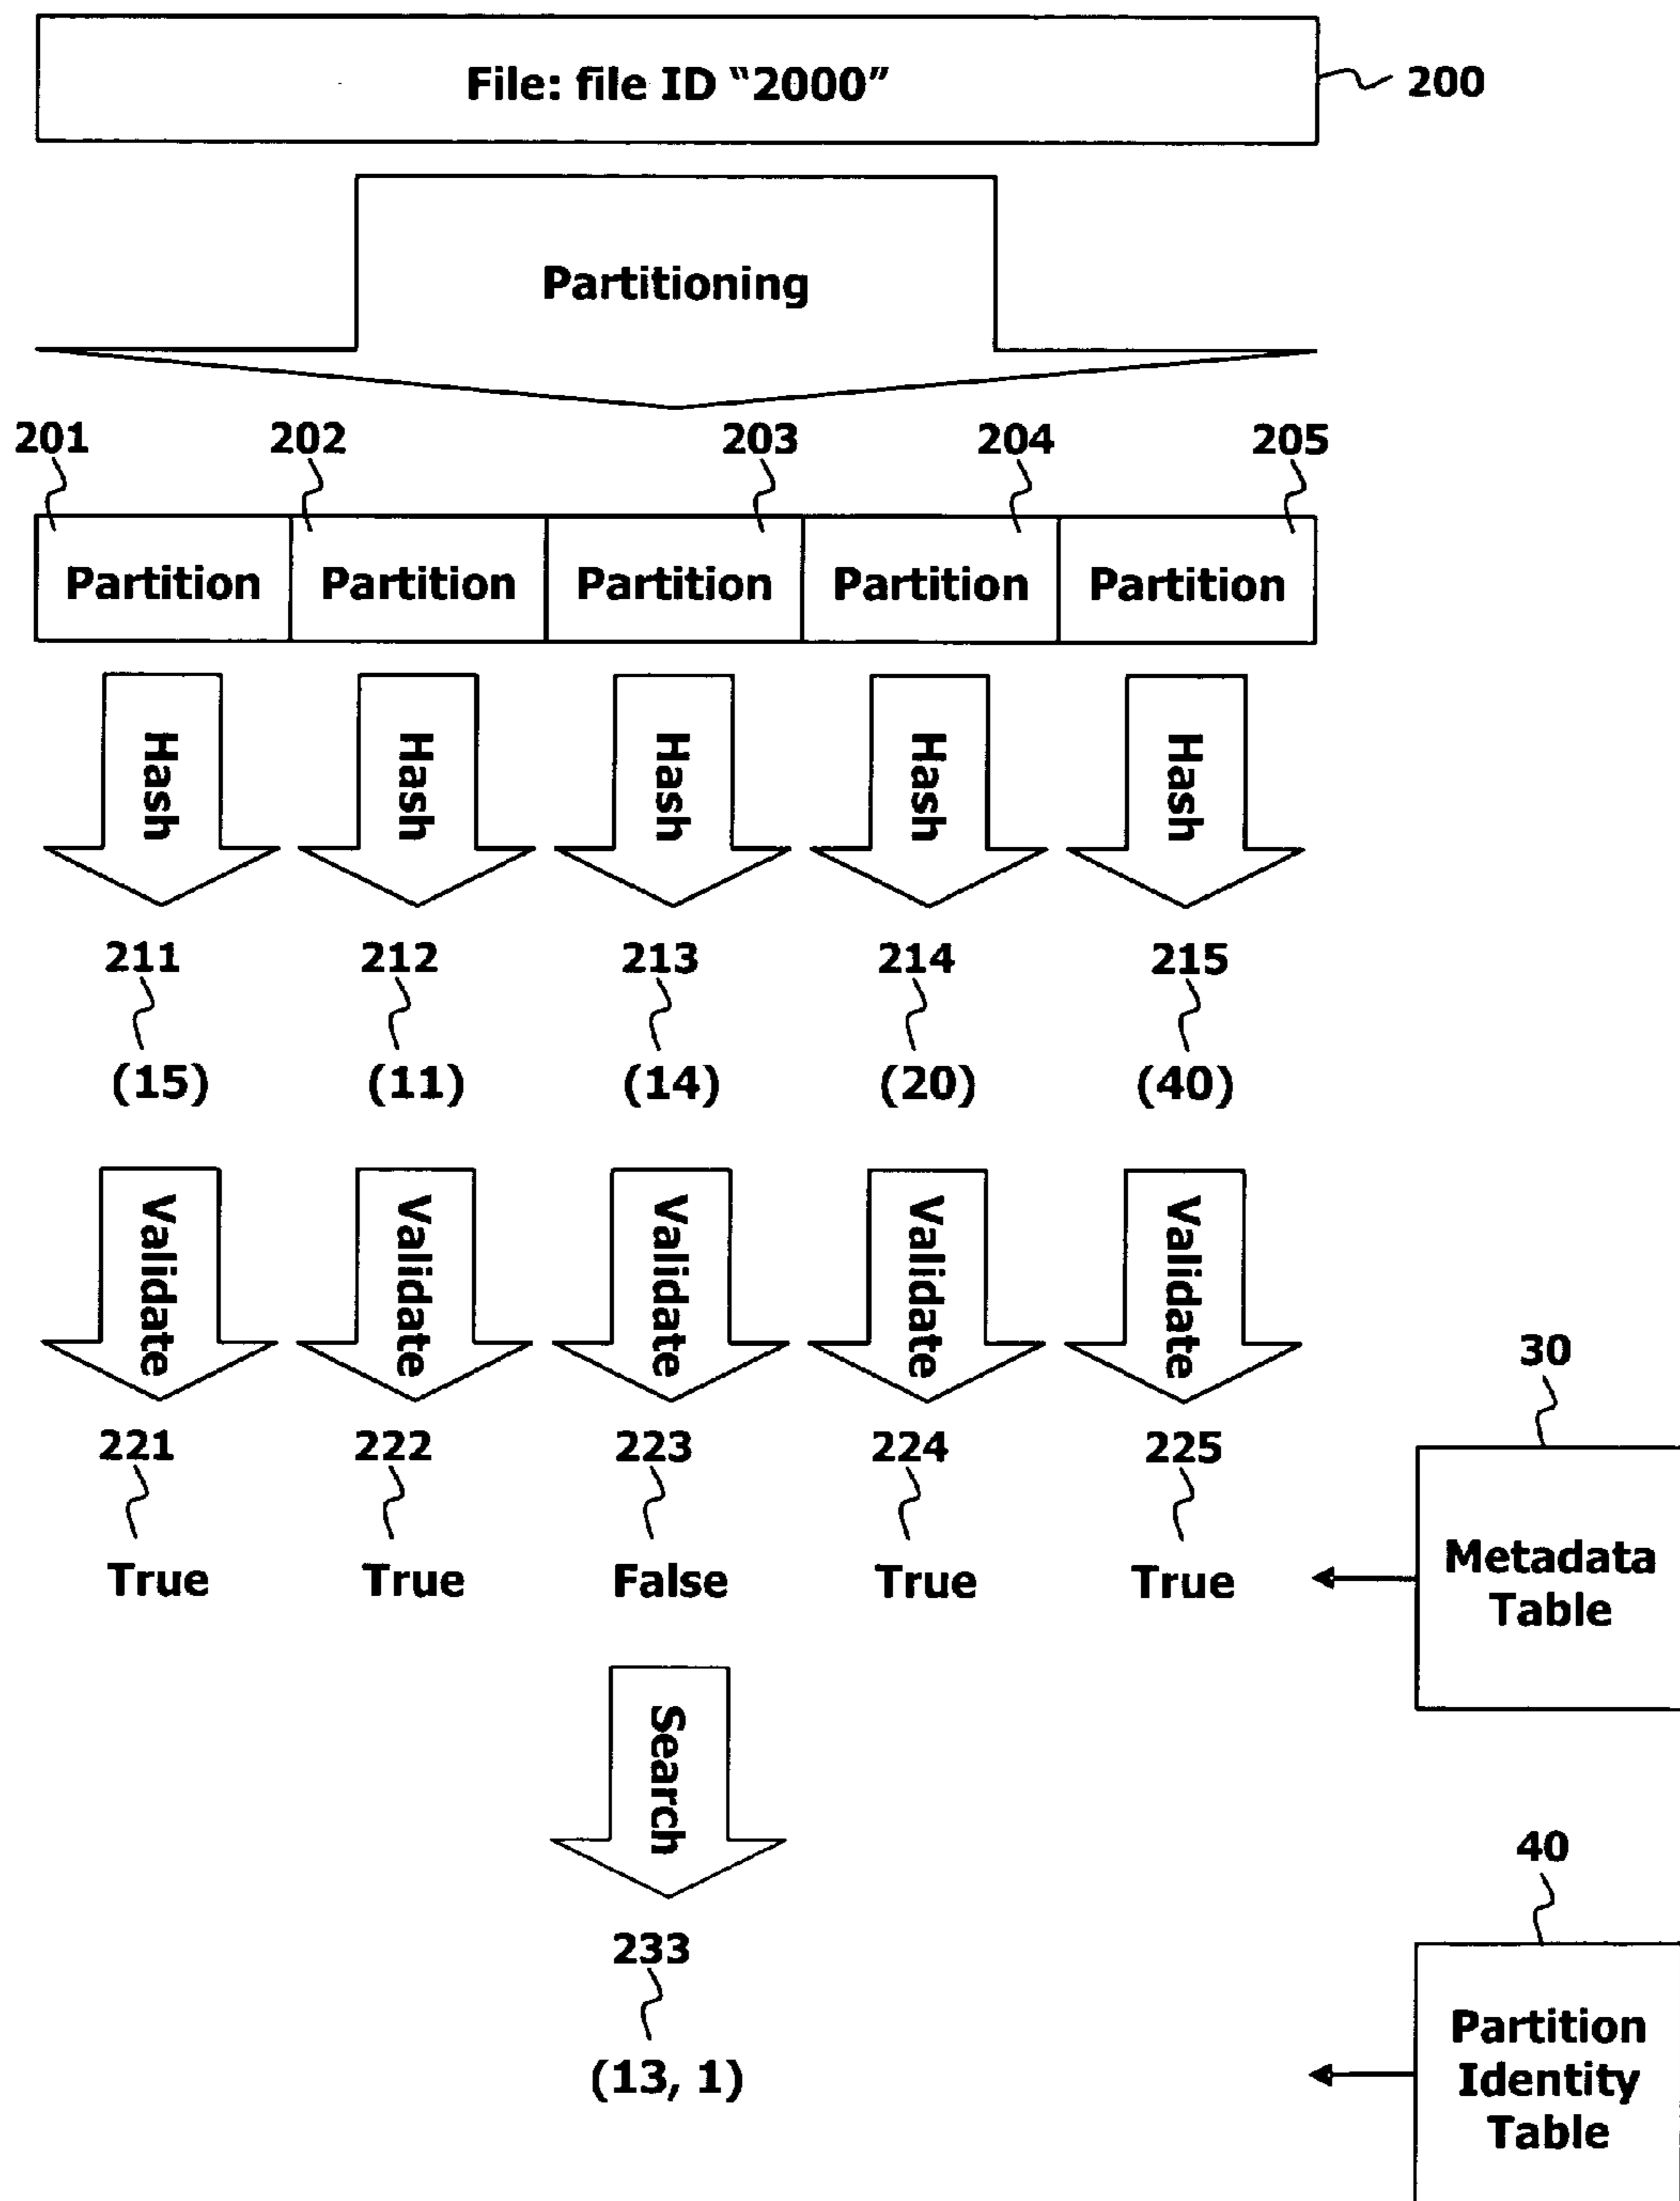 File: file ID “2000”
200
Partitioning
201 202 203 204 205
Partition Partition Partition Partition Partition
Hash Hash Hash Hash Hash
211 212 213 214 215
(15) (11) (14) (20) (40)
Validate Validate Validate Validate Validate
30
221 222 223 224 225
True True False True True
Metadata
Table
Search
40
233
(13, 1)
Partition
Identity
Table